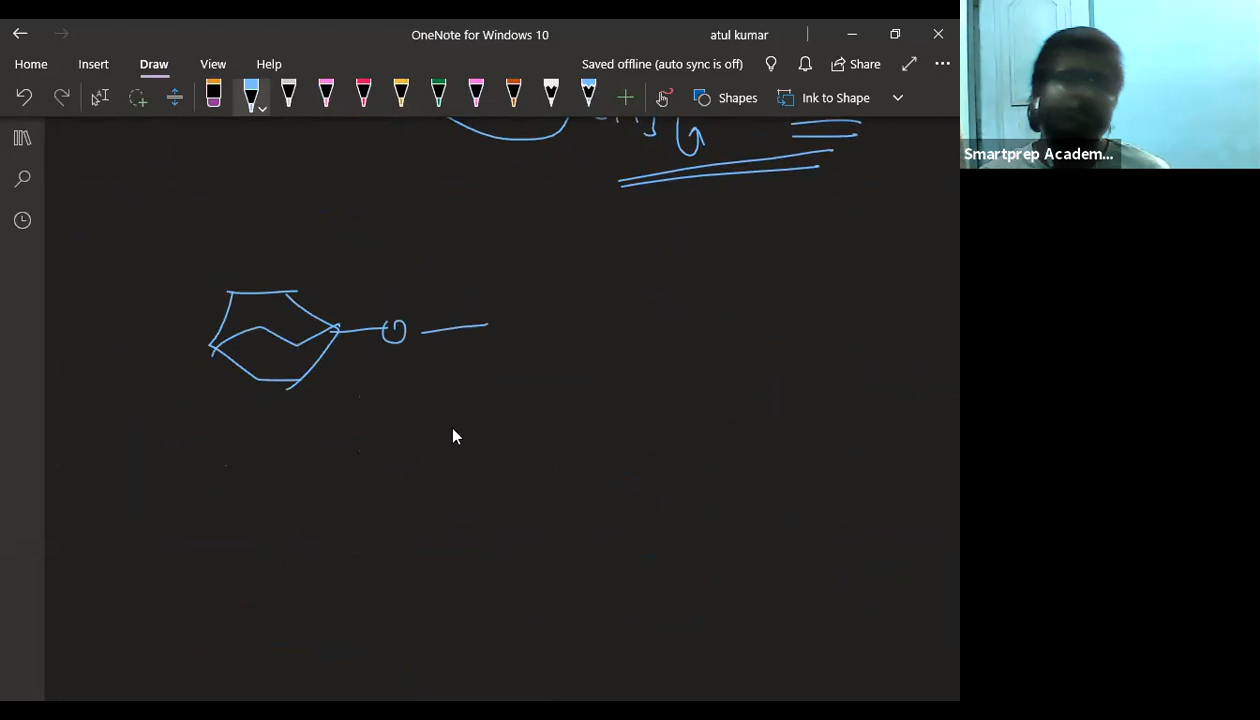 OneNote for Windows 10
atul kumar
Home Insert Draw View Help
Saved offline (auto sync is off)
Share
Shapes
Ink to Shape
Smartprep Academ...
O